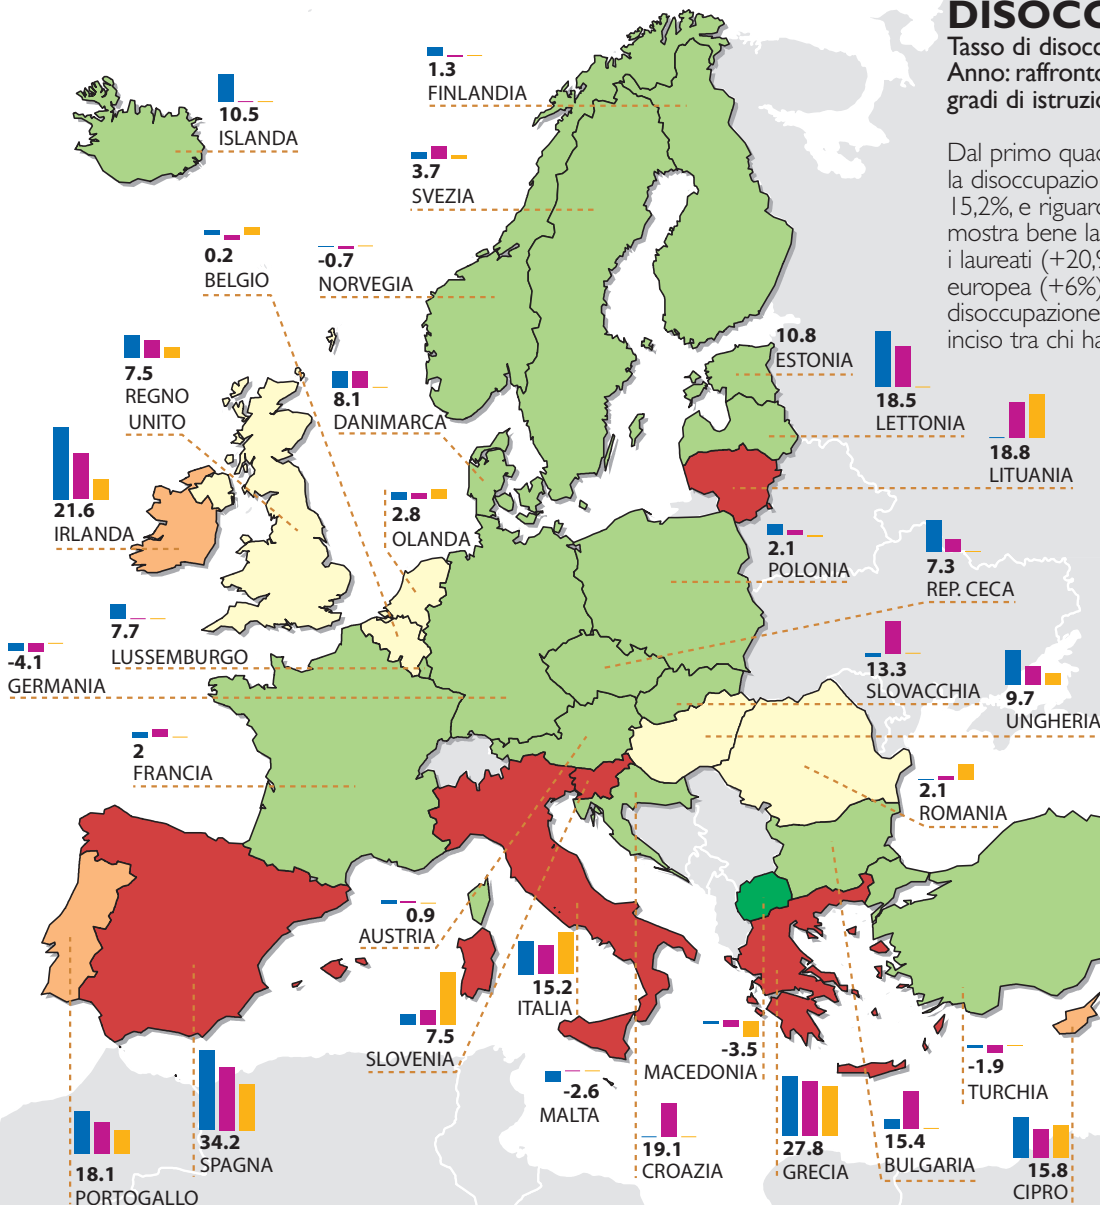 DISOCC
Tasso di disocc
Anno: raffronto
gradi di istruzio
Dal primo quad
la disoccupazio
15,2%, e riguard
mostra bene la
i laureati (+20,9
europea (+6%)
disoccupazione
inciso tra chi ha
1.3
FINLANDIA
10.5
ISLANDA
3.7
SVEZIA
0.2
BELGIO
-0.7
NORVEGIA
10.8
ESTONIA
7.5
REGNO
UNITO
8.1
DANIMARCA
18.5
LETTONIA
18.8
LITUANIA
21.6
IRLANDA
2.8
OLANDA
2.1
POLONIA
7.3
REP. CECA
7.7
LUSSEMBURGO
-4.1
GERMANIA
13.3
SLOVACCHIA
9.7
UNGHERIA
2
FRANCIA
2.1
ROMANIA
0.9
AUSTRIA
15.2
ITALIA
7.5
SLOVENIA
-3.5
MACEDONIA
-1.9
TURCHIA
-2.6
MALTA
34.2
SPAGNA
18.1
PORTOGALLO
19.1
CROAZIA
27.8
GRECIA
15.4
BULGARIA
15.8
CIPRO